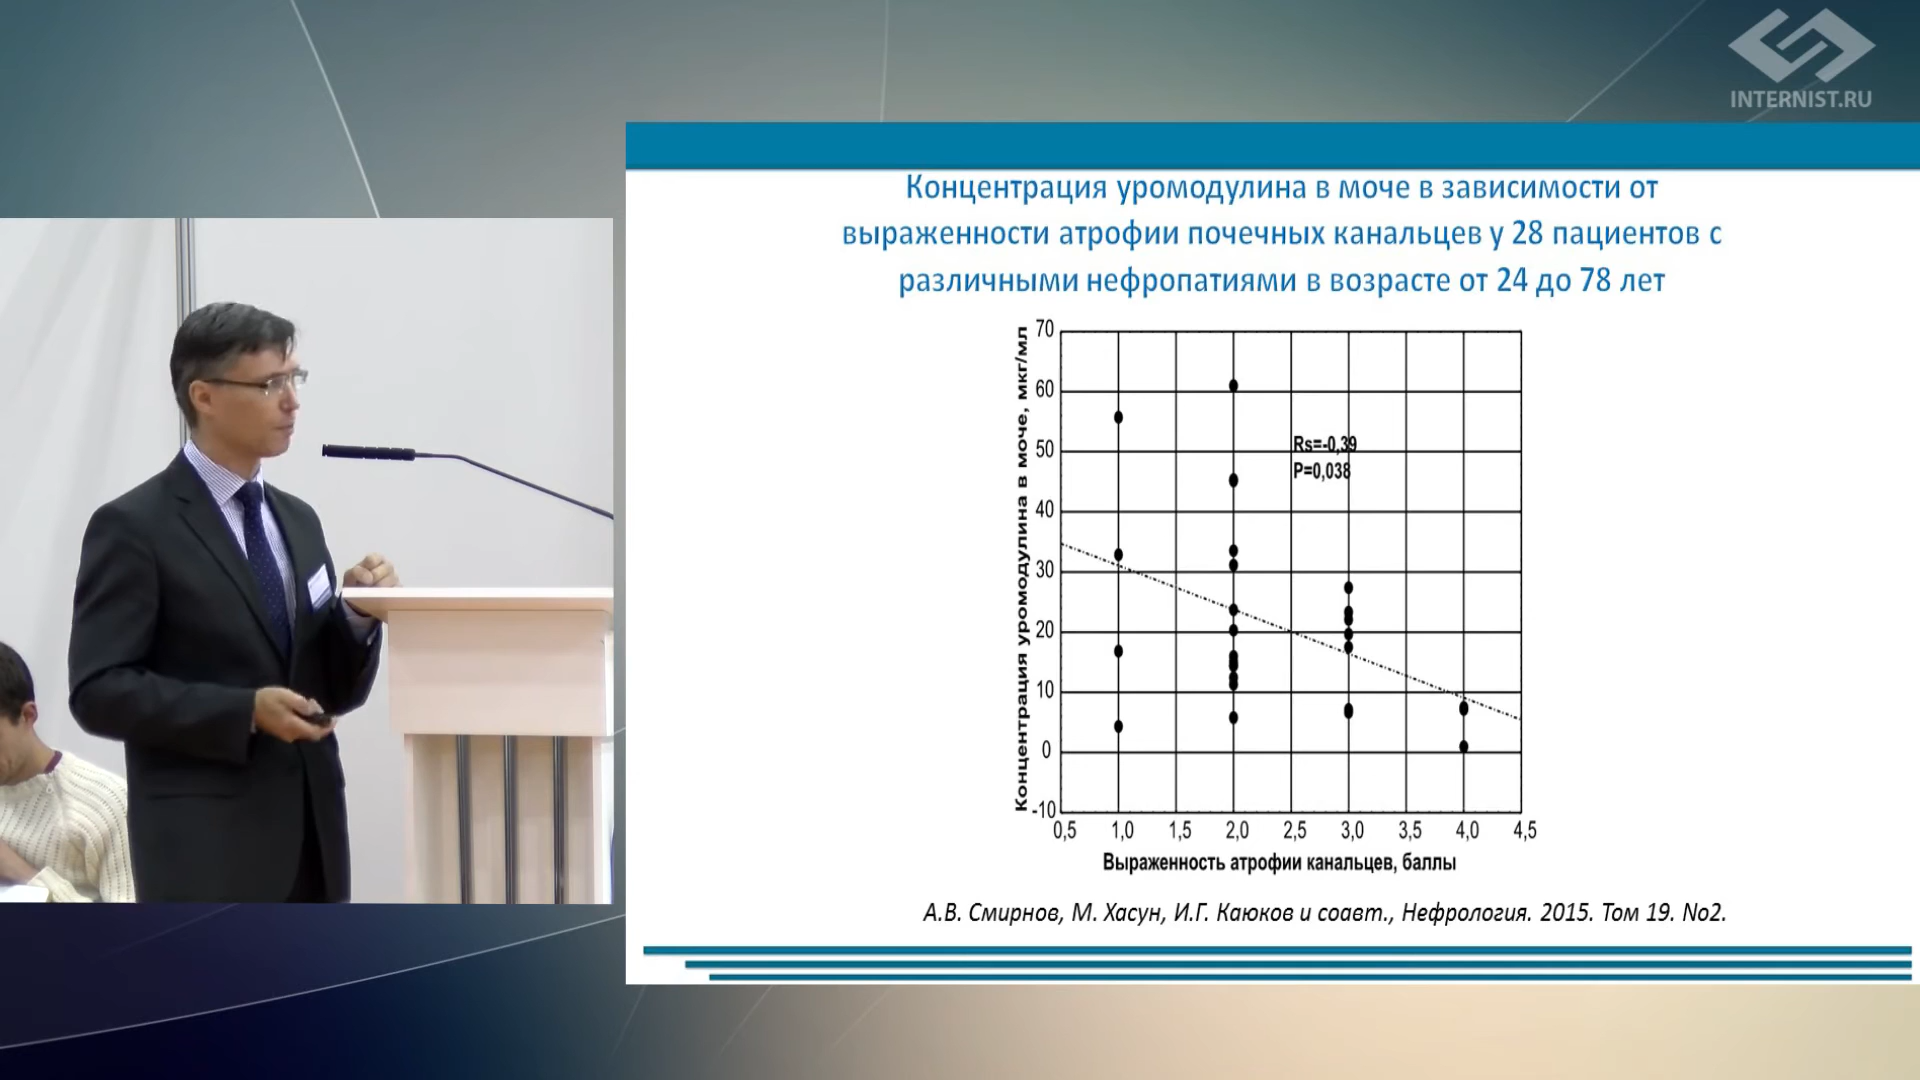 INTERNIST.RU
Концентрация уромодулина в моче в зависимости от
выраженности атрофии почечных канальцев у 28 пациентов с
различными нефропатиями в возрасте от 24 до 78 лет
Концентрация уромодулина в моче, мкг/мл
70
60
50
40
30
20
10
0
-10
Rs=-0,39
P=0,038
0,5 1,0 1,5 2,0 2,5 3,0 3,5 4,0 4,5
Выраженность атрофии канальцев, баллы
А.В. Смирнов, М. Хасун, И.Г. Каюков и соавт., Нефрология. 2015. Том 19. No2.